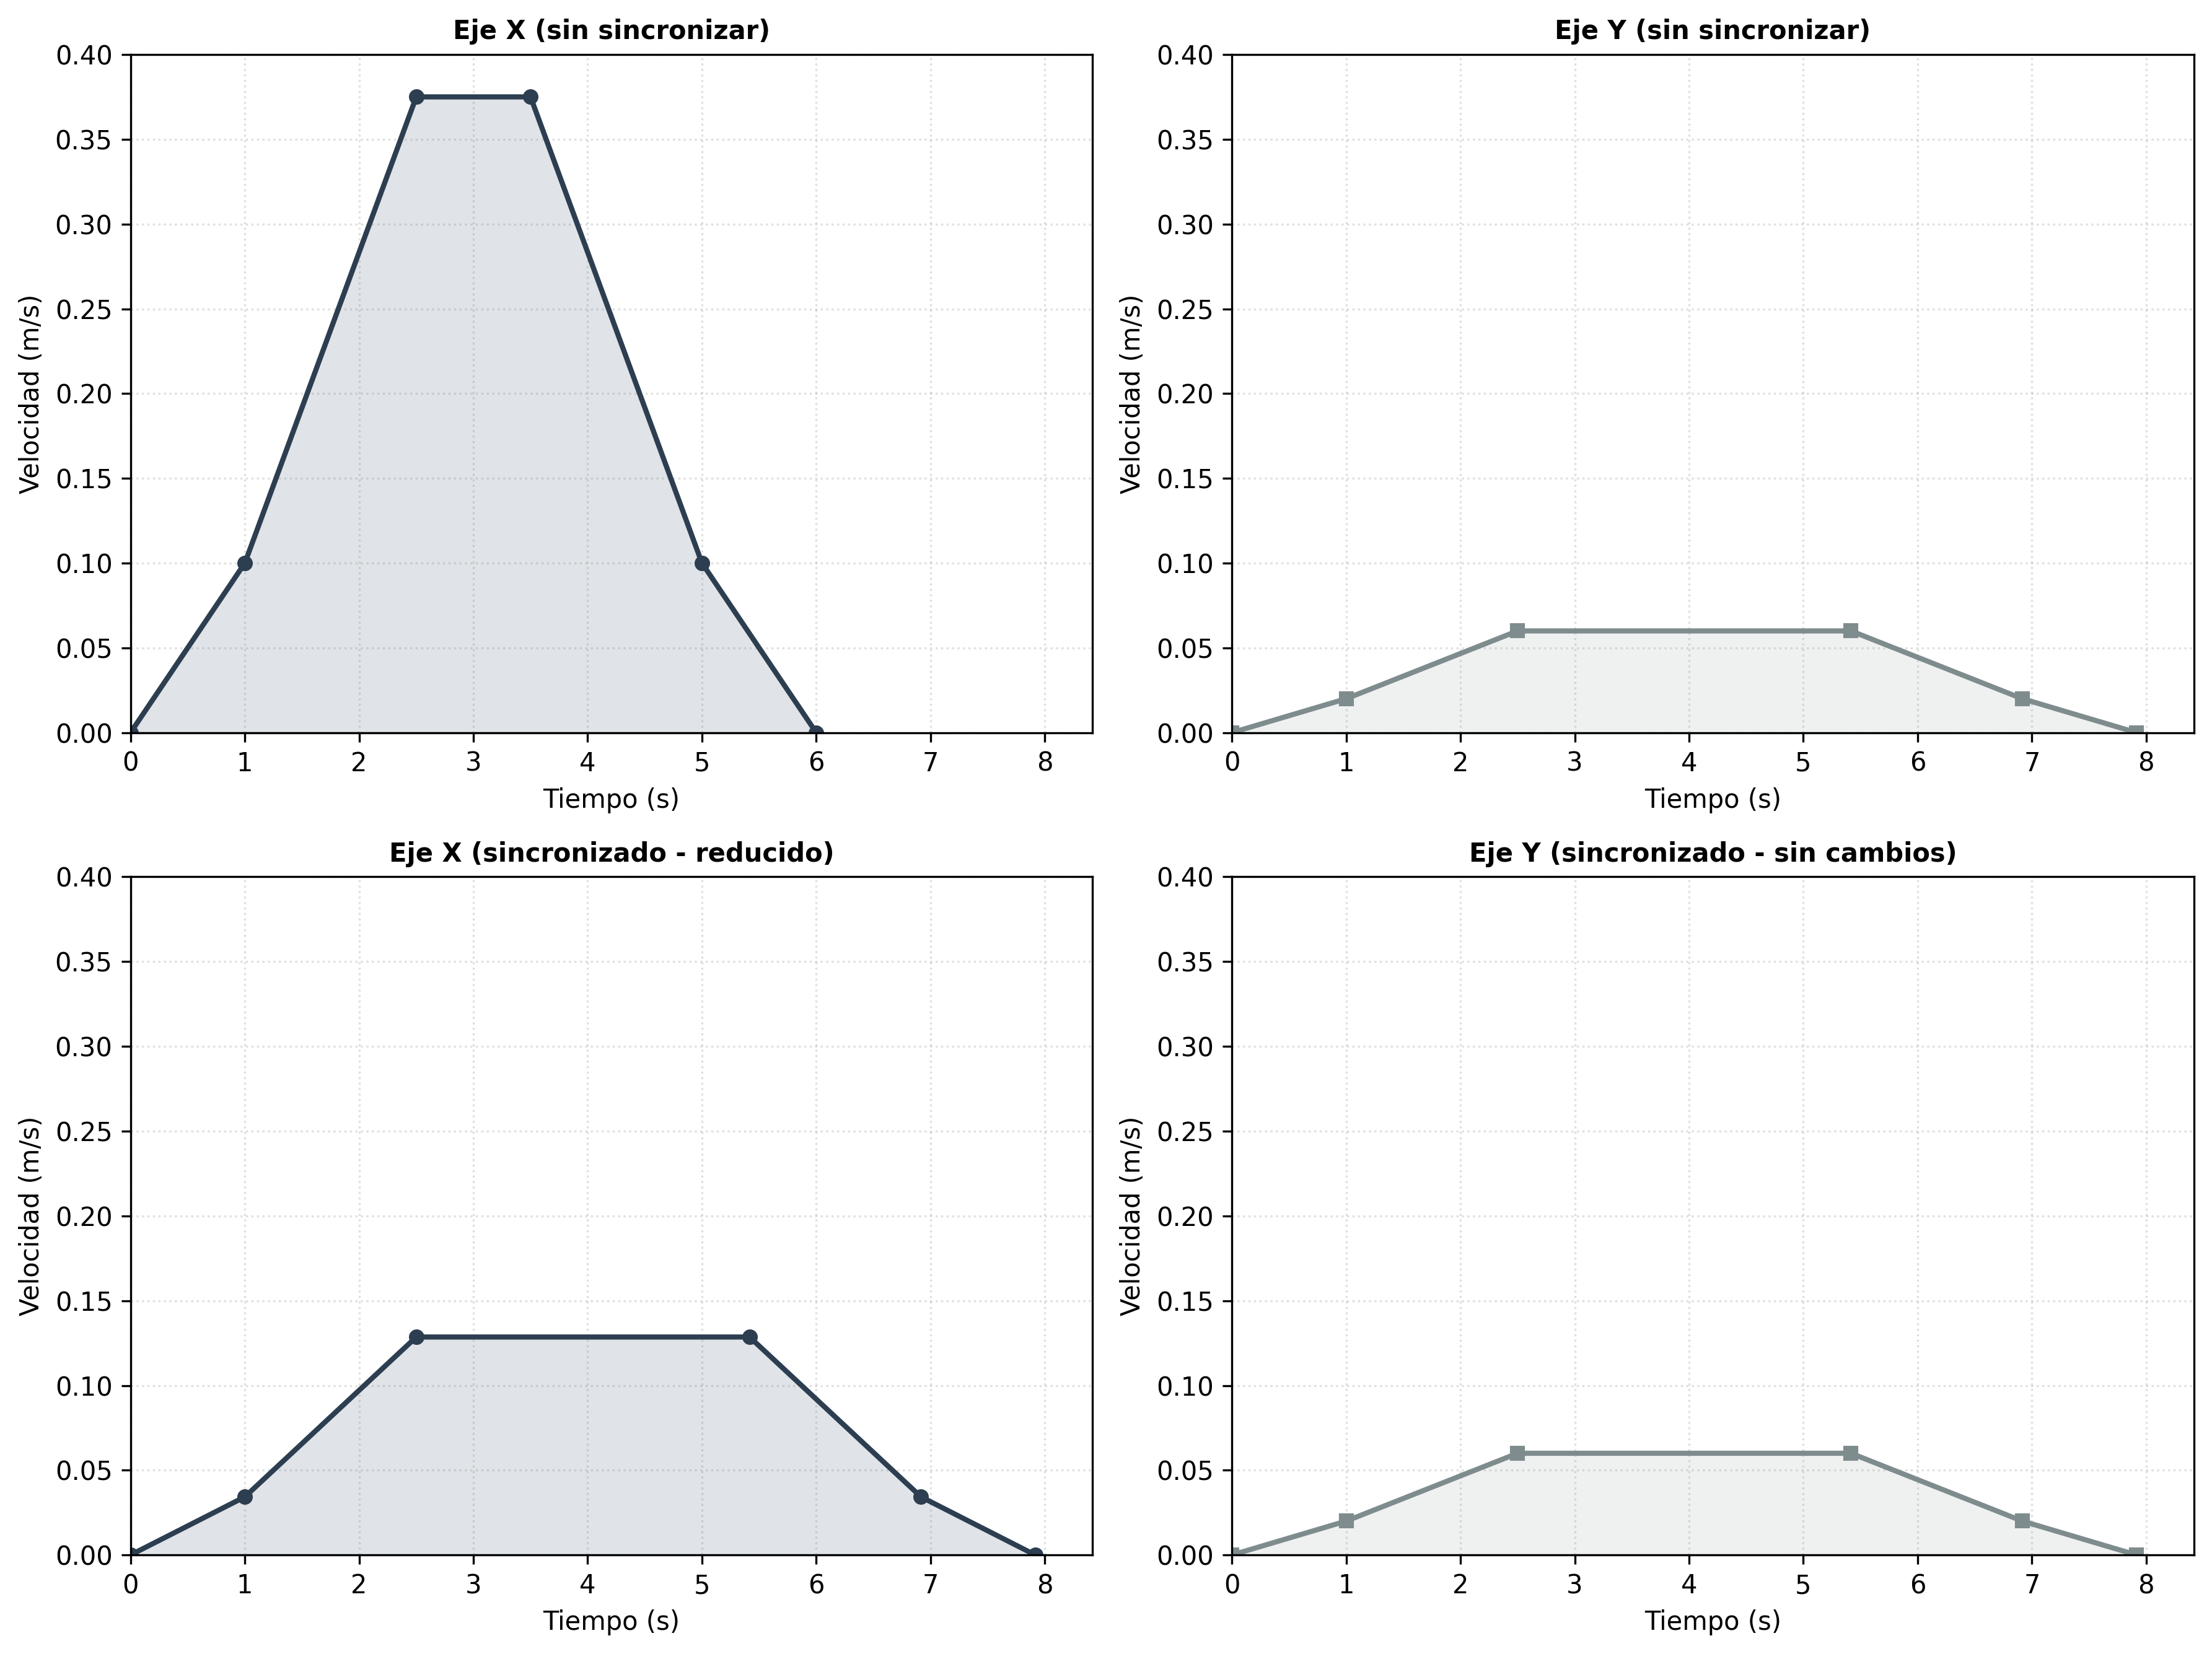 Eje X (sin sincronizar)
0.40
0.35
0.30
0.25
0.20
0.15
0.10
0.05
0.00
Velocidad (m/s)
0 1 2 3 4 5 6 7 8
Tiempo (s)
Eje Y (sin sincronizar)
0.40
0.35
0.30
0.25
0.20
0.15
0.10
0.05
0.00
Velocidad (m/s)
0 1 2 3 4 5 6 7 8
Tiempo (s)
Eje X (sincronizado - reducido)
0.40
0.35
0.30
0.25
0.20
0.15
0.10
0.05
0.00
Velocidad (m/s)
0 1 2 3 4 5 6 7 8
Tiempo (s)
Eje Y (sincronizado - sin cambios)
0.40
0.35
0.30
0.25
0.20
0.15
0.10
0.05
0.00
Velocidad (m/s)
0 1 2 3 4 5 6 7 8
Tiempo (s)